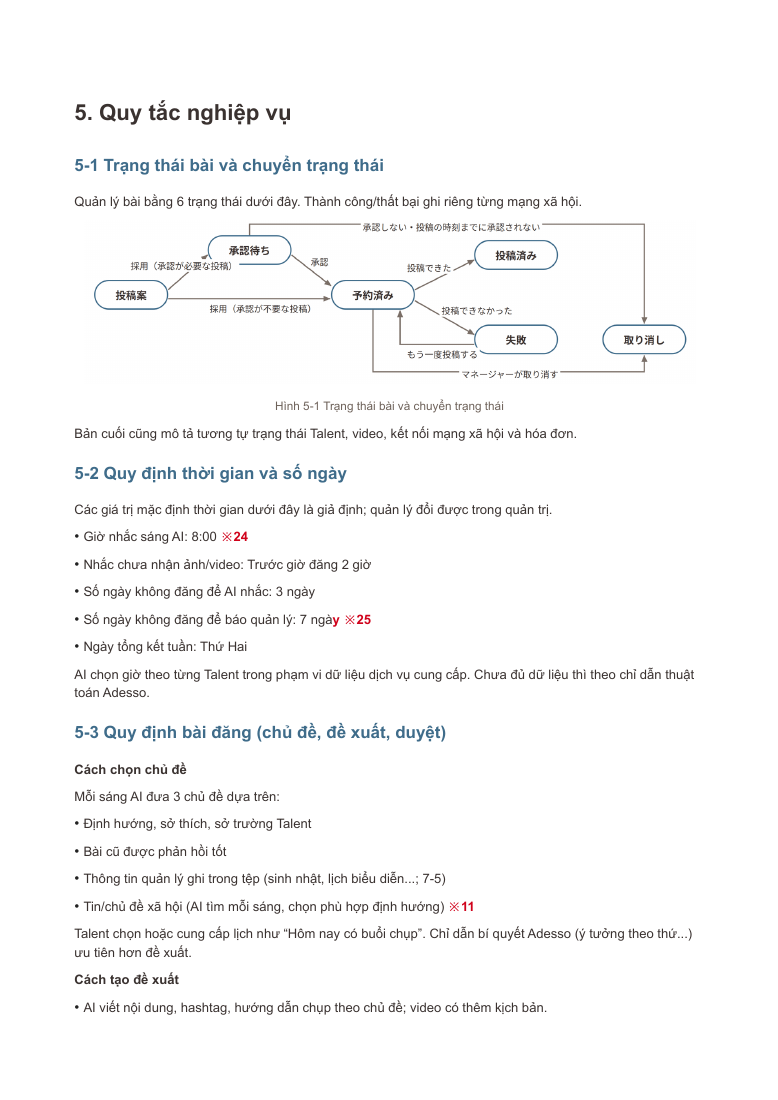 5. Quy tắc nghiệp vụ
5-1 Trạng thái bài và chuyển trạng thái
Quản lý bài bằng 6 trạng thái dưới đây. Thành công/thất bại ghi riêng từng mạng xã hội.
承認しない・投稿の時刻までに承認されない
承認待ち
投稿済み
採用（承認が必要な投稿）
承認
投稿できた
投稿案
予約済み
採用（承認が不要な投稿）
投稿できなかった
失敗
取り消し
もう一度投稿する
マネージャーが取り消す
Hình 5-1 Trạng thái bài và chuyển trạng thái
Bản cuối cũng mô tả tương tự trạng thái Talent, video, kết nối mạng xã hội và hóa đơn.
5-2 Quy định thời gian và số ngày
Các giá trị mặc định thời gian dưới đây là giả định; quản lý đổi được trong quản trị.
• Giờ nhắc sáng AI: 8:00 ※24
• Nhắc chưa nhận ảnh/video: Trước giờ đăng 2 giờ
• Số ngày không đăng để AI nhắc: 3 ngày
• Số ngày không đăng để báo quản lý: 7 ngày ※25
• Ngày tổng kết tuần: Thứ Hai
AI chọn giờ theo từng Talent trong phạm vi dữ liệu dịch vụ cung cấp. Chưa đủ dữ liệu thì theo chỉ dẫn thuật
toán Adesso.
5-3 Quy định bài đăng (chủ đề, đề xuất, duyệt)
Cách chọn chủ đề
Mỗi sáng AI đưa 3 chủ đề dựa trên:
• Định hướng, sở thích, sở trường Talent
• Bài cũ được phản hồi tốt
• Thông tin quản lý ghi trong tệp (sinh nhật, lịch biểu diễn...; 7-5)
• Tin/chủ đề xã hội (AI tìm mỗi sáng, chọn phù hợp định hướng) ※11
Talent chọn hoặc cung cấp lịch như “Hôm nay có buổi chụp”. Chỉ dẫn bí quyết Adesso (ý tưởng theo thứ...)
ưu tiên hơn đề xuất.
Cách tạo đề xuất
• AI viết nội dung, hashtag, hướng dẫn chụp theo chủ đề; video có thêm kịch bản.